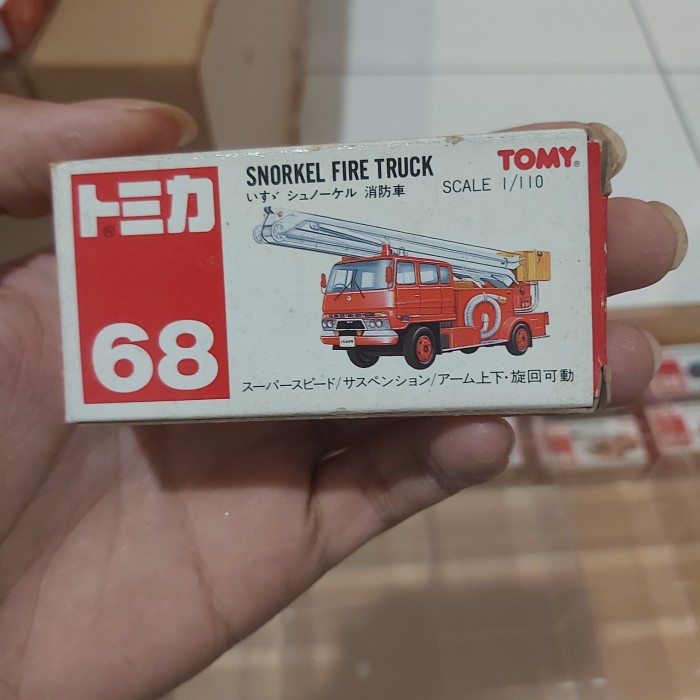 トミカ
68
SNORKEL FIRE TRUCK
TOMY
SCALE 1/110
いすゞ シュノーケル 消防車
スーパースピード/サスペンション/アーム上下・旋回可動